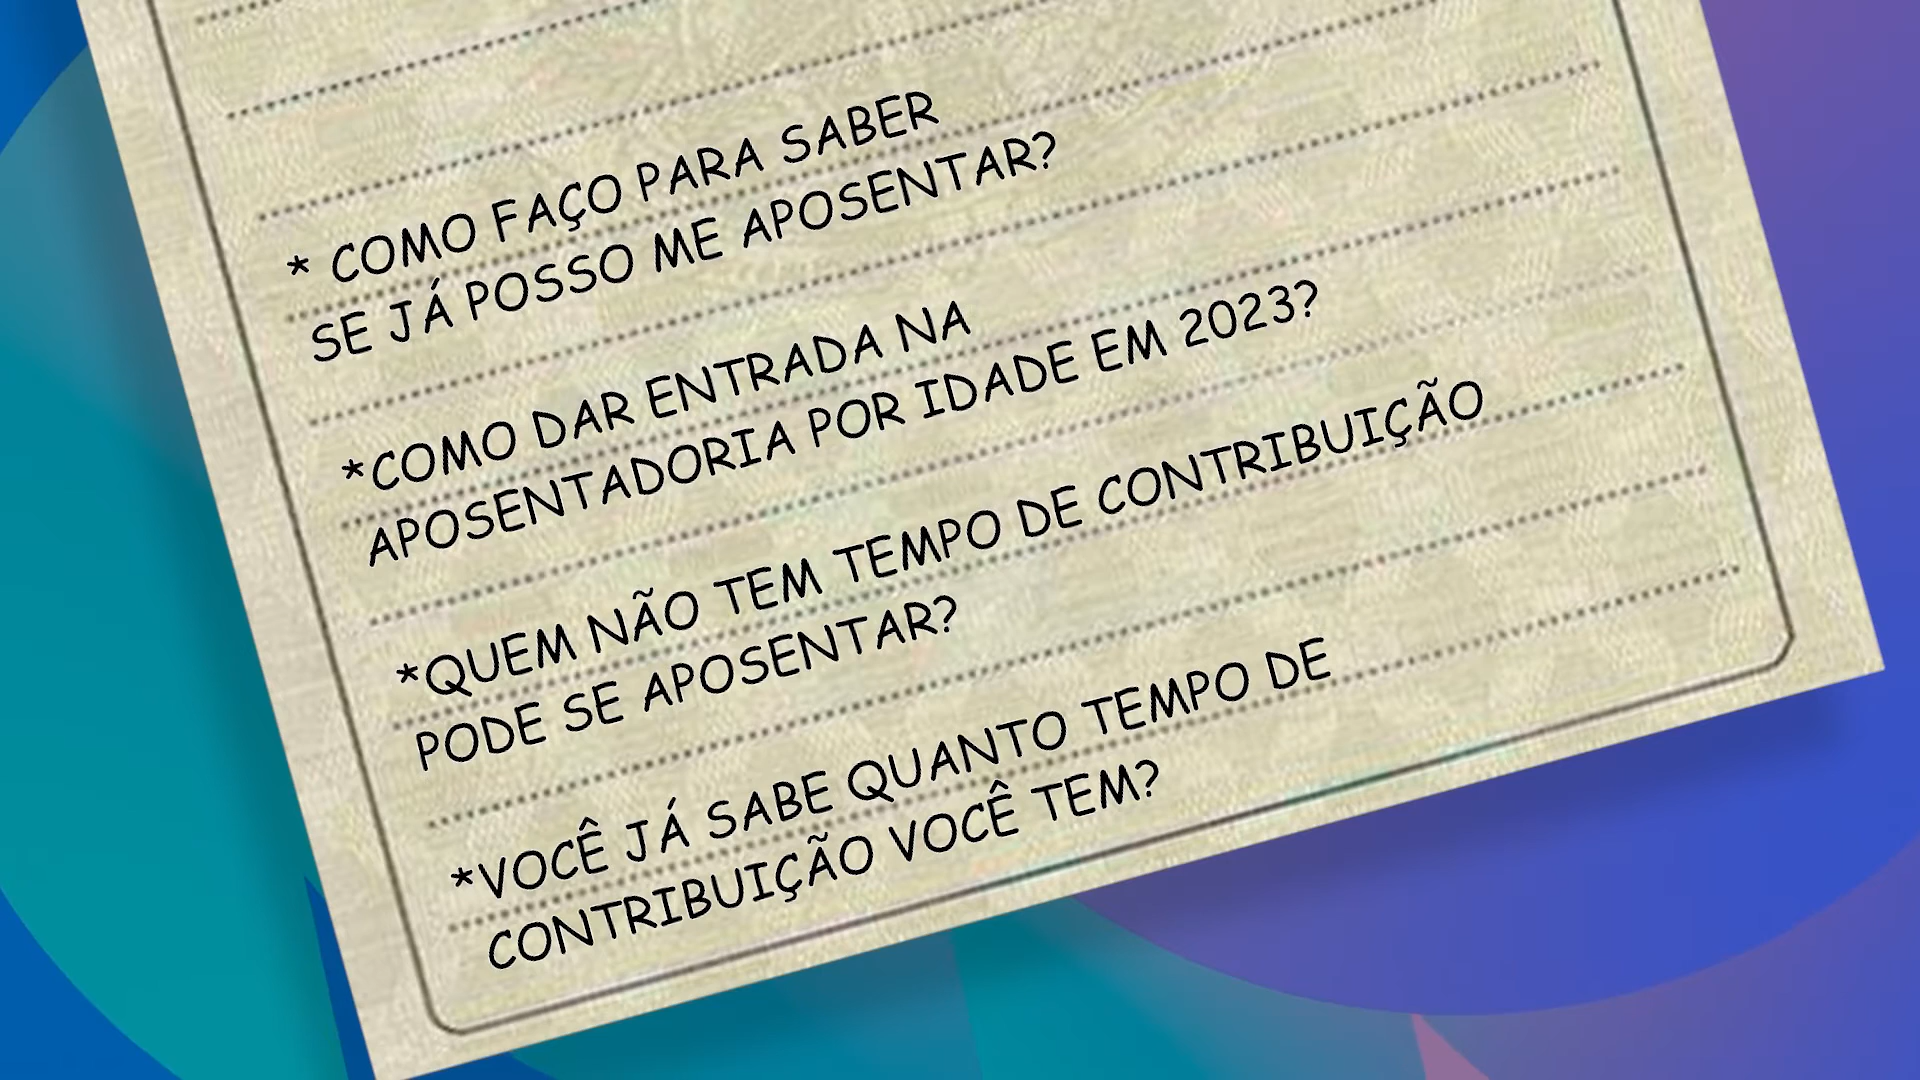 * COMO FAÇO PARA SABER
SE JÁ POSSO ME APOSENTAR?
*COMO DAR ENTRADA NA
APOSENTADORIA POR IDADE EM 2023?
*QUEM NÃO TEM TEMPO DE CONTRIBUIÇÃO
PODE SE APOSENTAR?
*VOCÊ JÁ SABE QUANTO TEMPO DE
CONTRIBUIÇÃO VOCÊ TEM?